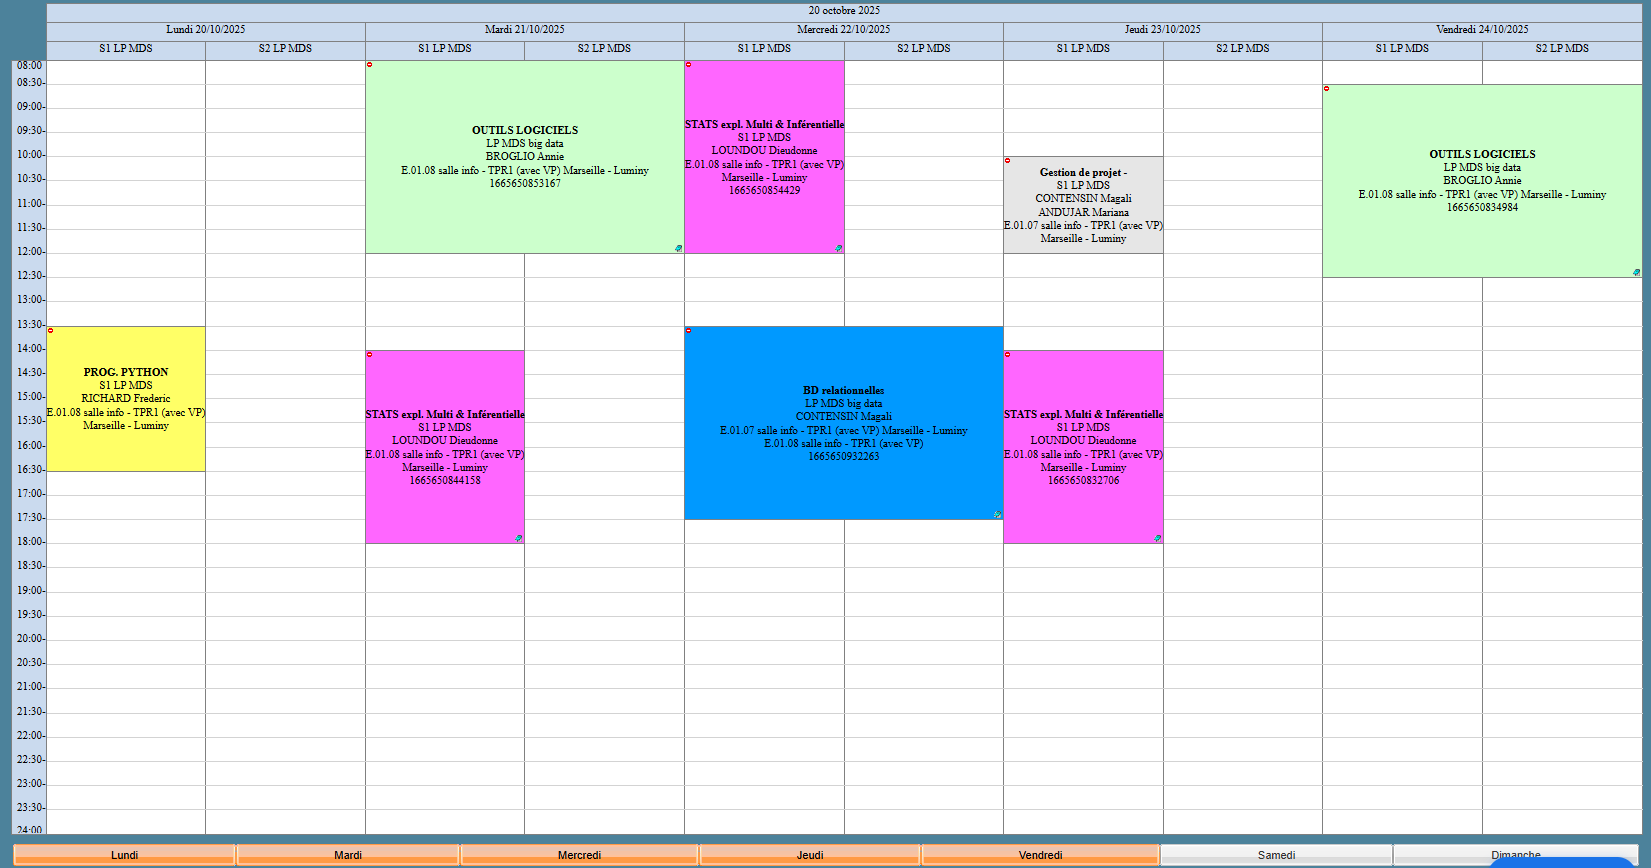 20 octobre 2025
Lundi 20/10/2025
Mardi 21/10/2025
Mercredi 22/10/2025
Jeudi 23/10/2025
Vendredi 24/10/2025
S1 LP MDS
S2 LP MDS
S1 LP MDS
S2 LP MDS
S1 LP MDS
S2 LP MDS
S1 LP MDS
S2 LP MDS
S1 LP MDS
S2 LP MDS
08:00
08:30-
09:00-
09:30-
10:00-
10:30-
11:00-
11:30-
12:00-
12:30-
13:00-
13:30-
14:00-
14:30-
15:00-
15:30-
16:00-
16:30-
17:00-
17:30-
18:00-
18:30-
19:00-
19:30-
20:00-
20:30-
21:00-
21:30-
22:00-
22:30-
23:00-
23:30-
24:00
PROG. PYTHON
S1 LP MDS
RICHARD Frederic
E.01.08 salle info - TPR1 (avec VP)
Marseille - Luminy
OUTILS LOGICIELS
LP MDS big data
BROGLIO Annie
E.01.08 salle info - TPR1 (avec VP) Marseille - Luminy
1665650853167
STATS expl. Multi & Inférentielle
S1 LP MDS
LOUNDOU Dieudonne
E.01.08 salle info - TPR1 (avec VP)
Marseille - Luminy
1665650844158
STATS expl. Multi & Inférentielle
S1 LP MDS
LOUNDOU Dieudonne
E.01.08 salle info - TPR1 (avec VP)
Marseille - Luminy
1665650854429
BD relationnelles
LP MDS big data
CONTENSIN Magali
E.01.07 salle info - TPR1 (avec VP) Marseille - Luminy
E.01.08 salle info - TPR1 (avec VP)
1665650932263
Gestion de projet -
S1 LP MDS
CONTENSIN Magali
ANDUJAR Mariana
E.01.07 salle info - TPR1 (avec VP)
Marseille - Luminy
STATS expl. Multi & Inférentielle
S1 LP MDS
LOUNDOU Dieudonne
E.01.08 salle info - TPR1 (avec VP)
Marseille - Luminy
1665650832706
OUTILS LOGICIELS
LP MDS big data
BROGLIO Annie
E.01.08 salle info - TPR1 (avec VP) Marseille - Luminy
1665650834984
Lundi
Mardi
Mercredi
Jeudi
Vendredi
Samedi
Dimanche